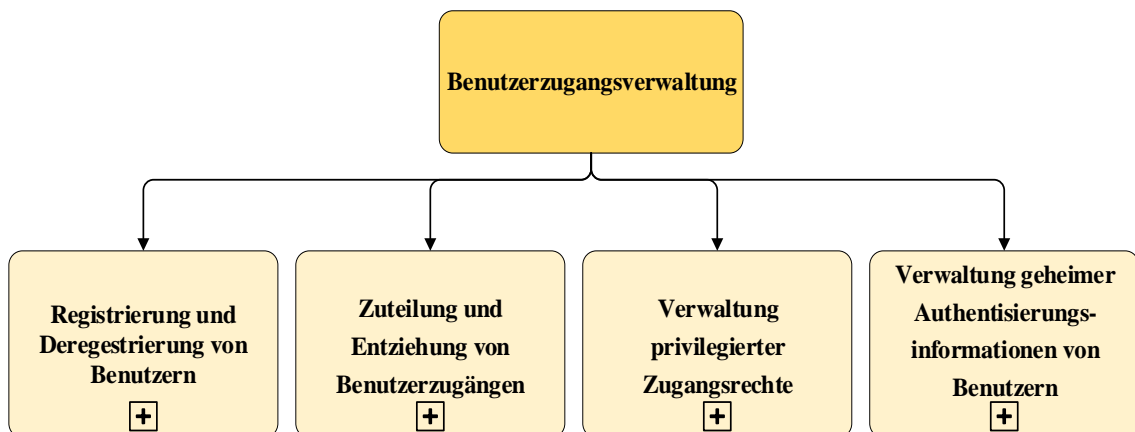 Benutzerzugangsverwaltung
Registrierung und
Deregestrierung von
Benutzern
Zuteilung und
Entziehung von
Benutzerzugängen
Verwaltung
privilegierter
Zugangsrechte
Verwaltung geheimer
Authentisierungs-
informationen von
Benutzern